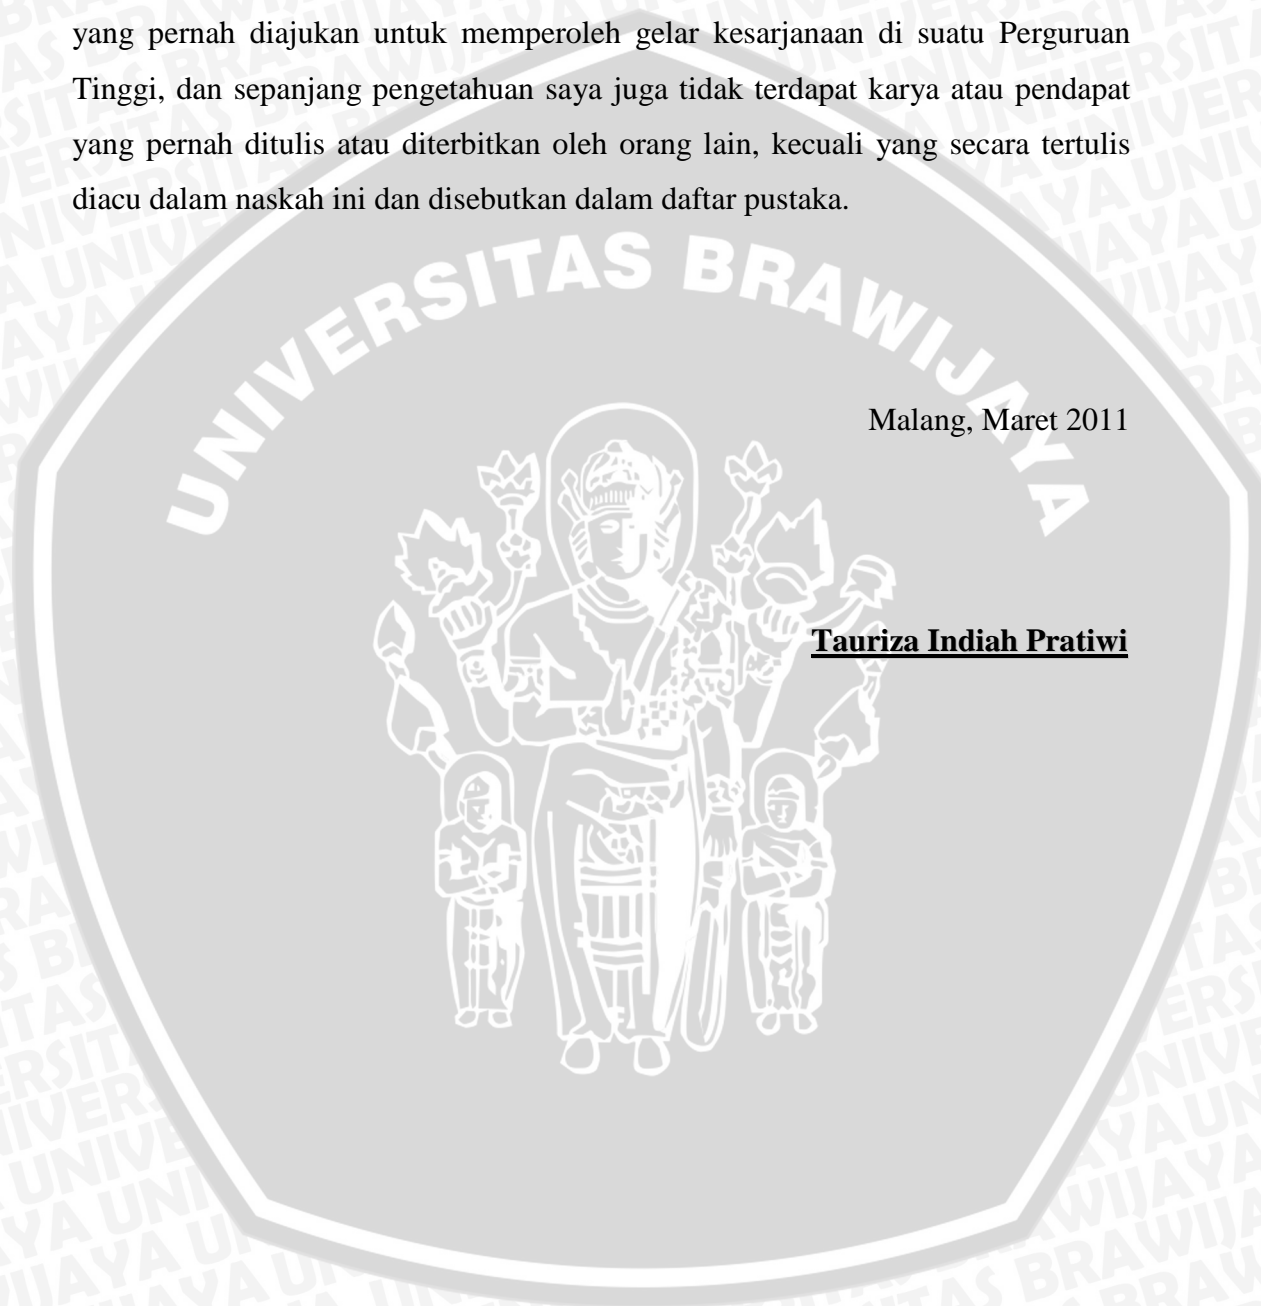 yang pernah diajukan untuk memperoleh gelar kesarjanaan di suatu Perguruan
Tinggi, dan sepanjang pengetahuan saya juga tidak terdapat karya atau pendapat
yang pernah ditulis atau diterbitkan oleh orang lain, kecuali yang secara tertulis
diacu dalam naskah ini dan disebutkan dalam daftar pustaka.
UNIVERSITAS BRAWIJAYA
Malang, Maret 2011
Tauriza Indiah Pratiwi